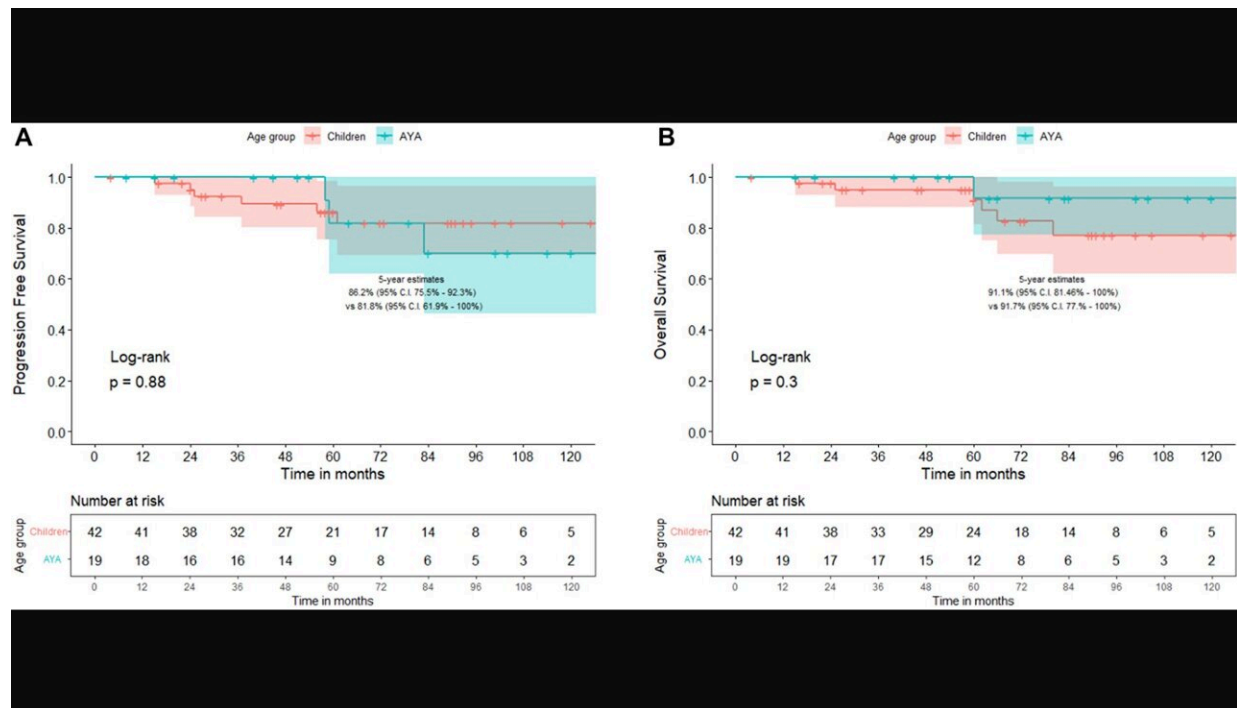 A
Age group Children AYA
Progression Free Survival
1.0
0.8
0.6
0.4
0.2
0.0
5-year estimates
86.2% (95% C.I. 75.5% - 92.3%)
vs 81.8% (95% C.I. 61.9% - 100%)
Log-rank
p = 0.88
0 12 24 36 48 60 72 84 96 108 120
Time in months
Number at risk
Age group
Children 42 41 38 32 27 21 17 14 8 6 5
AYA 19 18 16 16 14 9 8 6 5 3 2
0 12 24 36 48 60 72 84 96 108 120
Time in months
B
Age group Children AYA
Overall Survival
1.0
0.8
0.6
0.4
0.2
0.0
5-year estimates
91.1% (95% C.I. 81.46% - 100%)
vs 91.7% (95% C.I. 77.% - 100%)
Log-rank
p = 0.3
0 12 24 36 48 60 72 84 96 108 120
Time in months
Number at risk
Age group
Children 42 41 38 33 29 24 18 14 8 6 5
AYA 19 19 17 17 15 12 8 6 5 3 2
0 12 24 36 48 60 72 84 96 108 120
Time in months